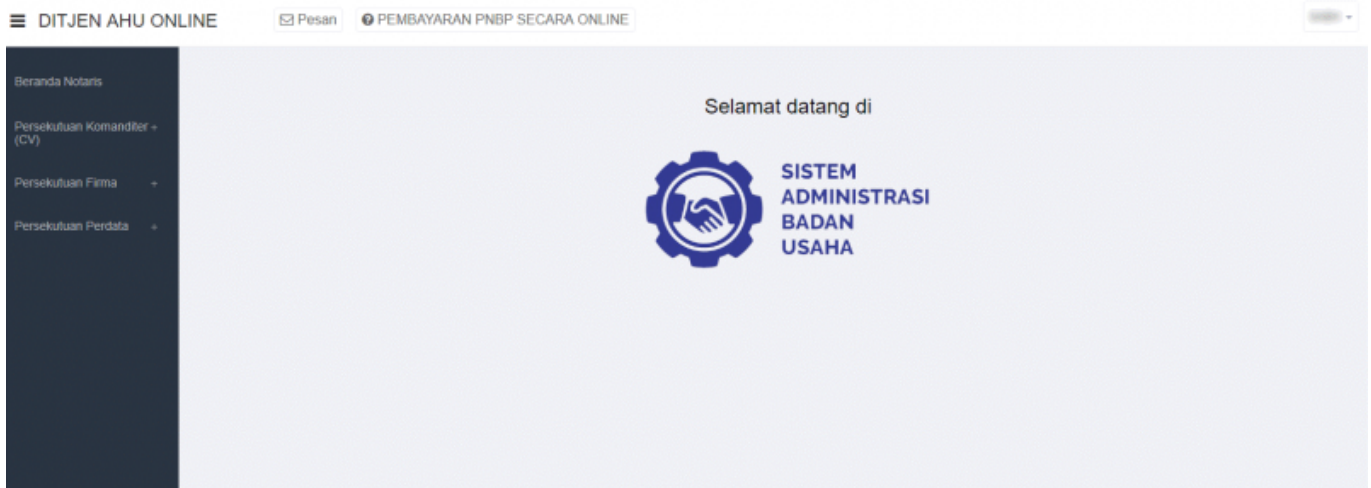 DITJEN AHU ONLINE
Pesan
PEMBAYARAN PNBP SECARA ONLINE
Beranda Notaris
Persekutuan Komanditer +
(CV)
Persekutuan Firma +
Persekutuan Perdata +
Selamat datang di
SISTEM
ADMINISTRASI
BADAN
USAHA